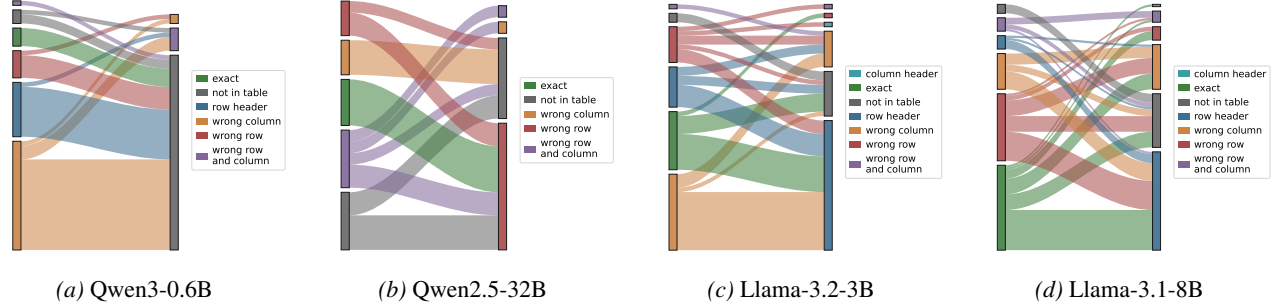 exact
not in table
row header
wrong column
wrong row
wrong row
and column
exact
not in table
wrong column
wrong row
wrong row
and column
column header
exact
not in table
row header
wrong column
wrong row
wrong row
and column
column header
exact
not in table
row header
wrong column
wrong row
wrong row
and column
(a) Qwen3-0.6B
(b) Qwen2.5-32B
(c) Llama-3.2-3B
(d) Llama-3.1-8B